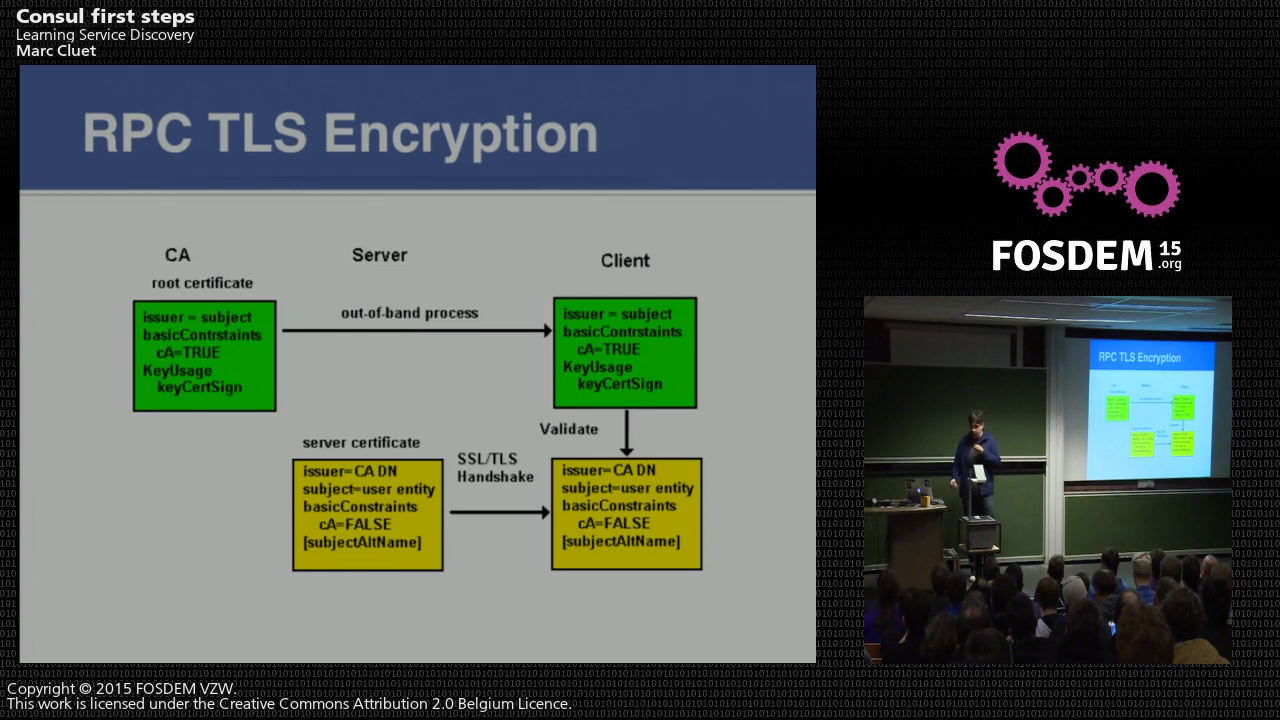 Consul first steps
Learning Service Discovery
Marc Cluet
RPC TLS Encryption
CA
Server
Client
root certificate
issuer = subject
basicContrstaints
cA=TRUE
KeyUsage
keyCertSign
out-of-band process
issuer = subject
basicContrstaints
cA=TRUE
KeyUsage
keyCertSign
Validate
server certificate
issuer= CA DN
subject=user entity
basicConstraints
cA=FALSE
[subjectAltName]
SSL/TLS
Handshake
issuer= CA DN
subject=user entity
basicConstraints
cA=FALSE
[subjectAltName]
FOSDEM 15
.org
RPC TLS Encryption
Copyright © 2015 FOSDEM VZW.
This work is licensed under the Creative Commons Attribution 2.0 Belgium Licence.